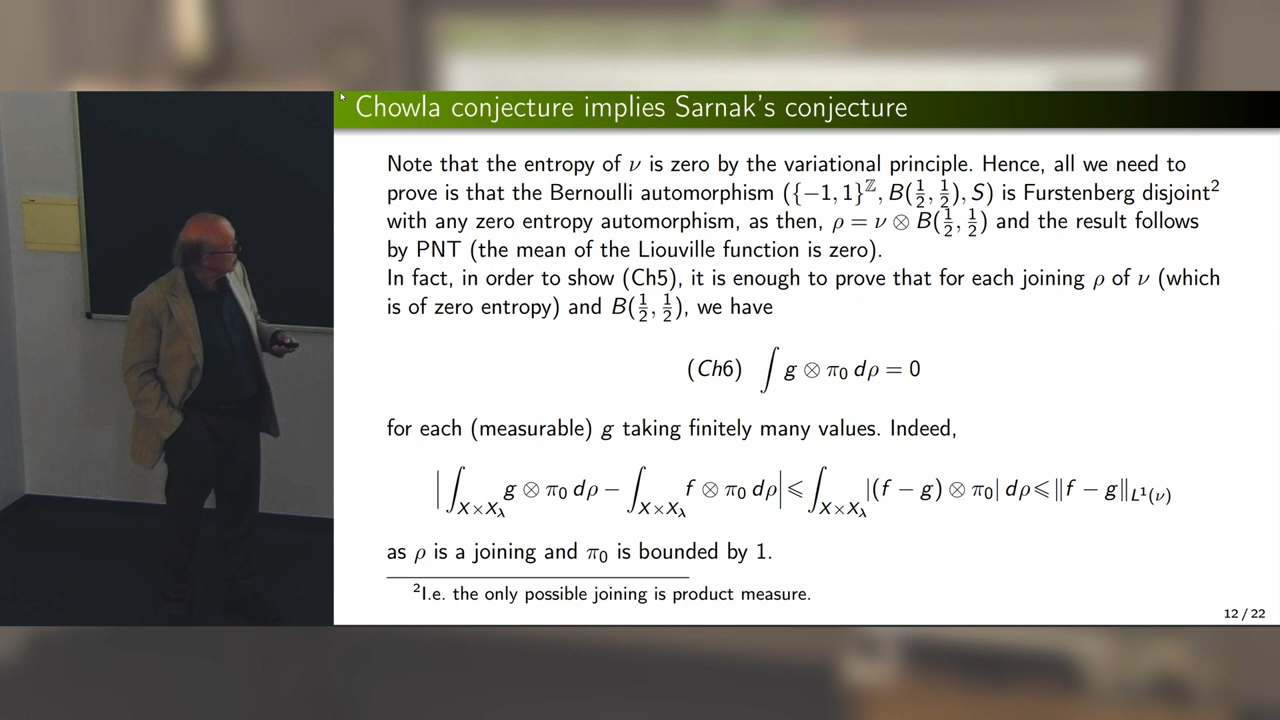 Chowla conjecture implies Sarnak's conjecture
Note that the entropy of ν is zero by the variational principle. Hence, all we need to
prove is that the Bernoulli automorphism ({−1, 1}^ℤ, B(1/2, 1/2), S) is Furstenberg disjoint²
with any zero entropy automorphism, as then, ρ = ν ⊗ B(1/2, 1/2) and the result follows
by PNT (the mean of the Liouville function is zero).
In fact, in order to show (Ch5), it is enough to prove that for each joining ρ of ν (which
is of zero entropy) and B(1/2, 1/2), we have
(Ch6) ∫ g ⊗ π₀ dρ = 0
for each (measurable) g taking finitely many values. Indeed,
|∫_{X×X_λ} g ⊗ π₀ dρ − ∫_{X×X_λ} f ⊗ π₀ dρ| ⩽ ∫_{X×X_λ} |(f − g) ⊗ π₀| dρ ⩽ ‖f − g‖_{L¹(ν)}
as ρ is a joining and π₀ is bounded by 1.
²I.e. the only possible joining is product measure.
12 / 22